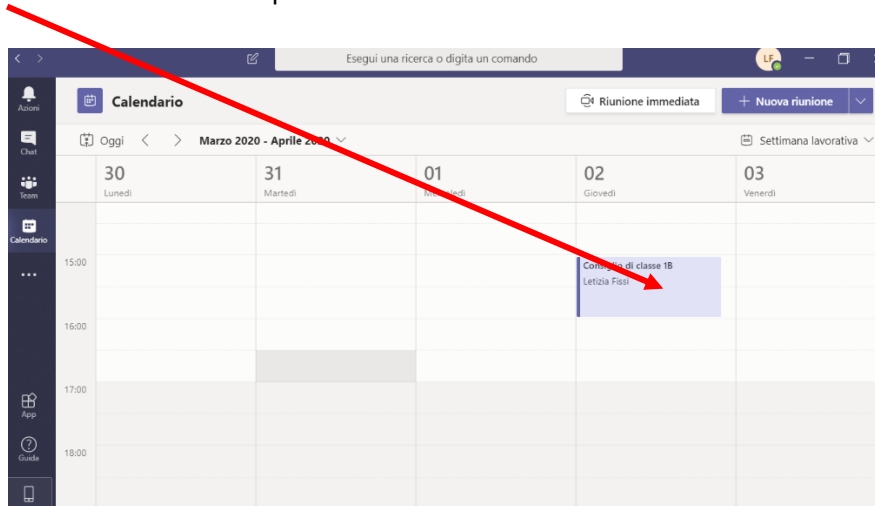 Esegui una ricerca o digita un comando
LF
Azioni
Calendario
Riunione immediata
+ Nuova riunione
Chat
Oggi
Marzo 2020 - Aprile 2020
Settimana lavorativa
Team
30
31
01
02
03
Lunedì
Martedì
Mercoledì
Giovedì
Venerdì
Calendario
15:00
Consiglio di classe 1B
Letizia Fissi
16:00
17:00
App
Guida
18:00